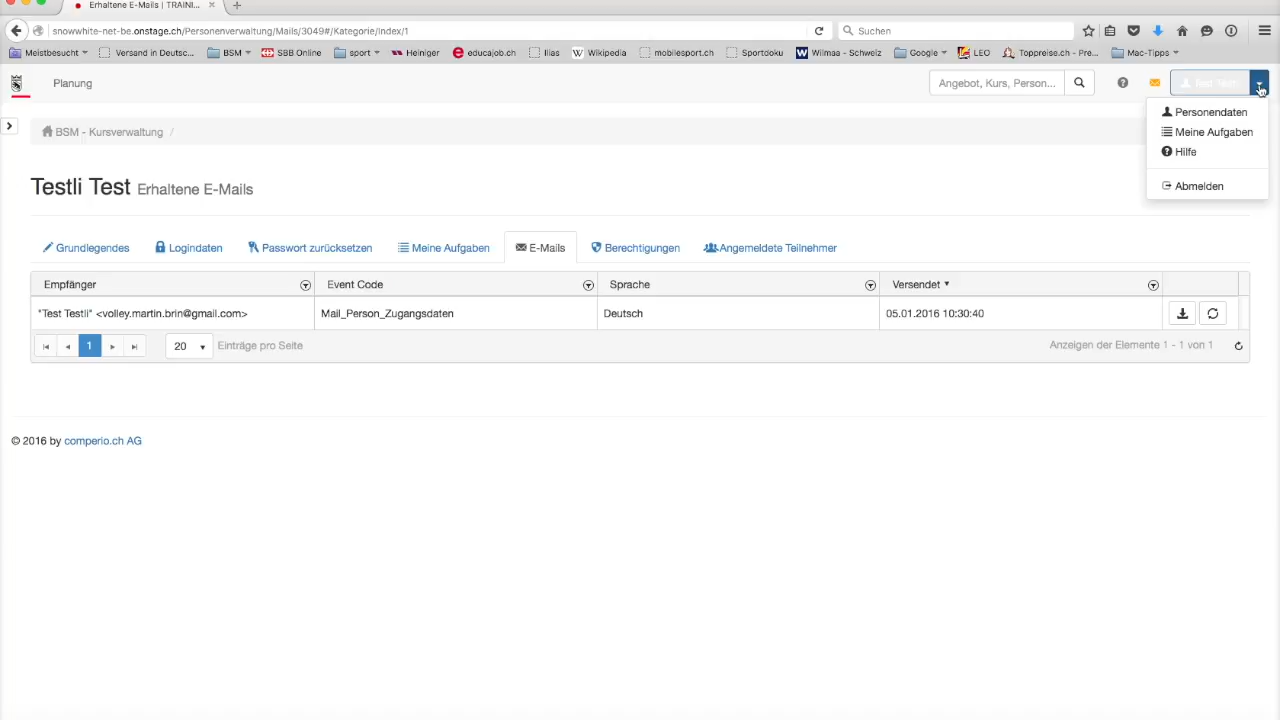 Erhaltene E-Mails | TRAINI...
snowwhite-net-be.onstage.ch/Personenverwaltung/Mails/3049#/Kategorie/Index/1
Suchen
Meistbesucht
Versand in Deutsc...
BSM
SBB Online
sport
Heiniger
educajob.ch
Ilias
Wikipedia
mobilesport.ch
Sportdoku
Wilmaa - Schweiz
Google
LEO
Toppreise.ch - Pre...
Mac-Tipps
Planung
Angebot, Kurs, Person...
Personendaten
Meine Aufgaben
Hilfe
Abmelden
BSM - Kursverwaltung /
Testli Test Erhaltene E-Mails
Grundlegendes
Logindaten
Passwort zurücksetzen
Meine Aufgaben
E-Mails
Berechtigungen
Angemeldete Teilnehmer
Empfänger
Event Code
Sprache
Versendet
"Test Testli" <volley.martin.brin@gmail.com>
Mail_Person_Zugangsdaten
Deutsch
05.01.2016 10:30:40
1
20
Einträge pro Seite
Anzeigen der Elemente 1 - 1 von 1
© 2016 by comperio.ch AG